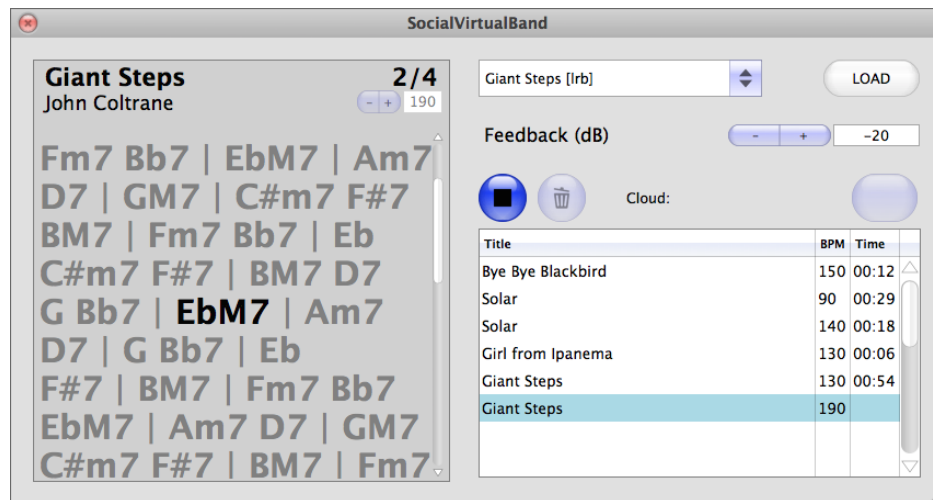 SocialVirtualBand
Giant Steps 2/4
John Coltrane - + 190
Fm7 Bb7 | EbM7 | Am7
D7 | GM7 | C#m7 F#7
BM7 | Fm7 Bb7 | Eb
C#m7 F#7 | BM7 D7
G Bb7 | EbM7 | Am7
D7 | G Bb7 | Eb
F#7 | BM7 | Fm7 Bb7
EbM7 | Am7 D7 | GM7
C#m7 F#7 | BM7 | Fm7
Giant Steps [lrb] LOAD
Feedback (dB) - + -20
Cloud:
Title BPM Time
Bye Bye Blackbird 150 00:12
Solar 90 00:29
Solar 140 00:18
Girl from Ipanema 130 00:06
Giant Steps 130 00:54
Giant Steps 190